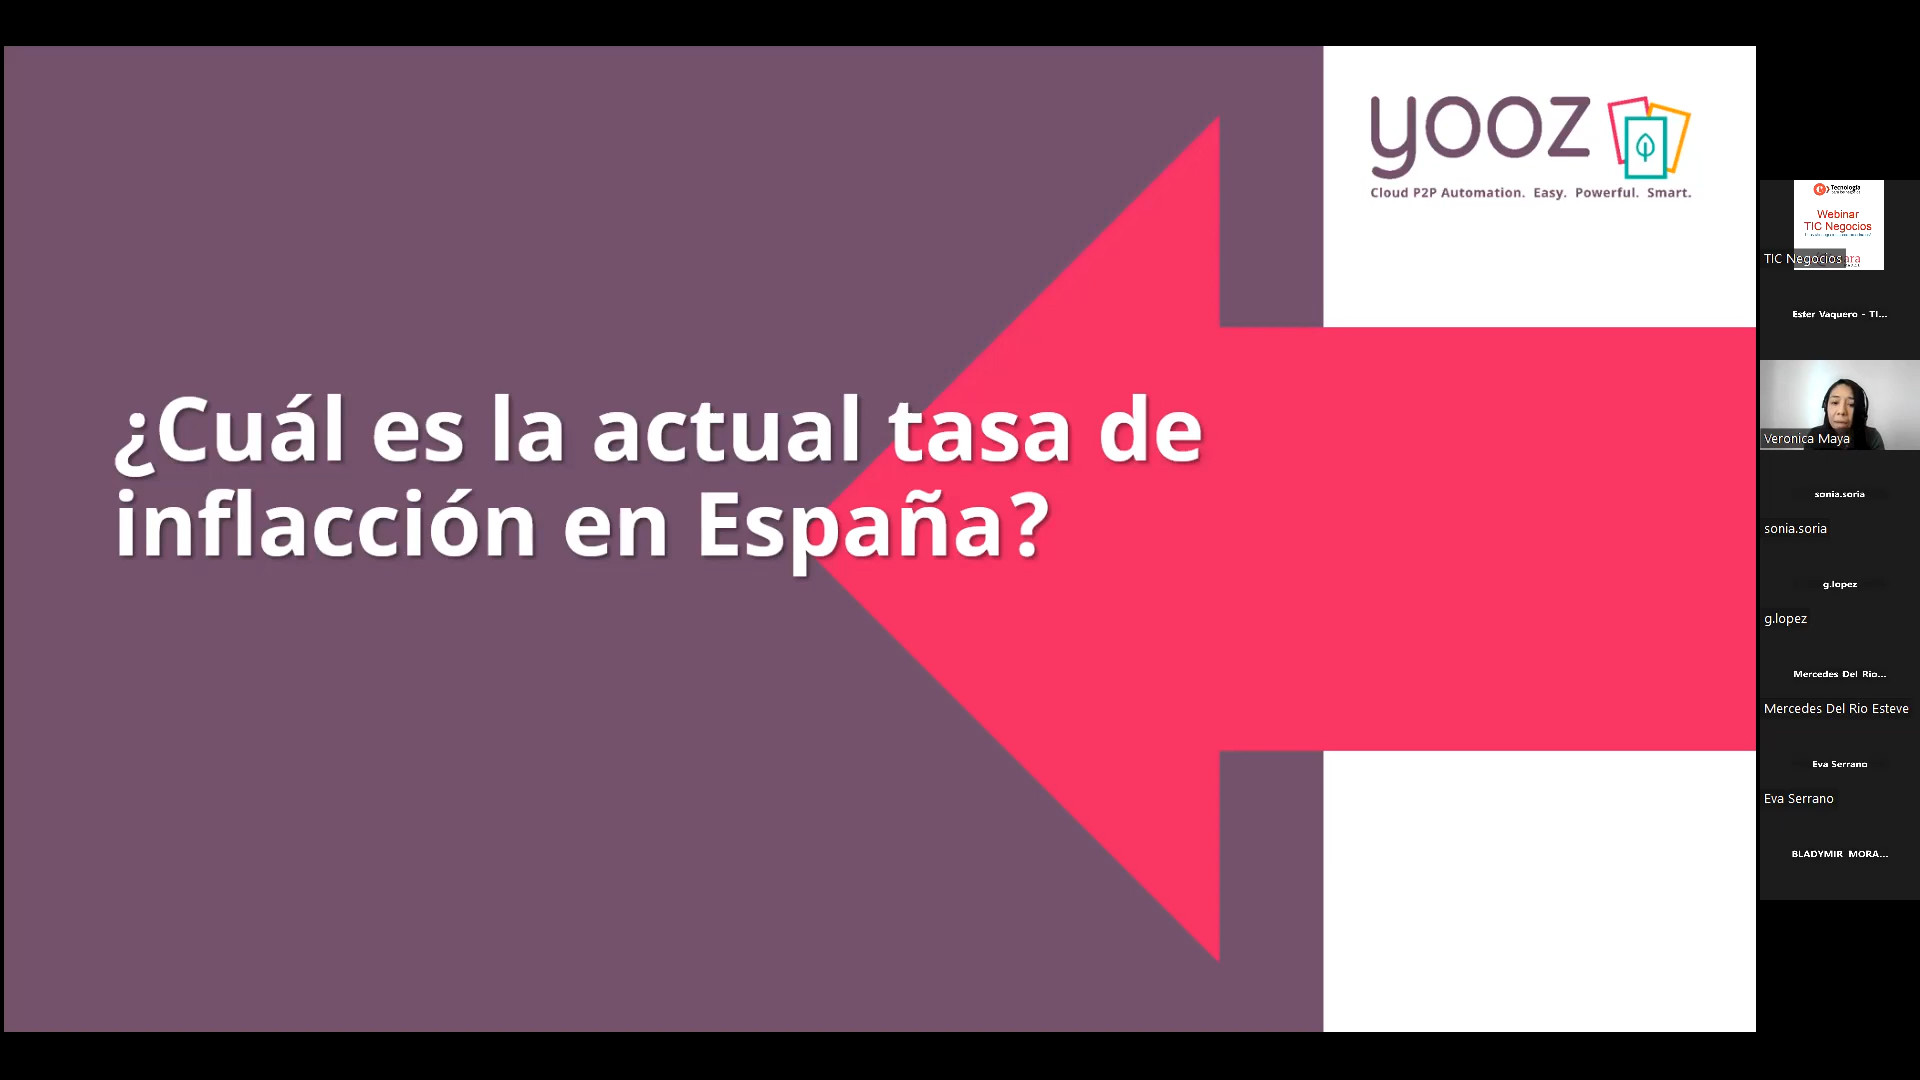 yooz
Cloud P2P Automation. Easy. Powerful. Smart.
¿Cuál es la actual tasa de
inflacción en España?
Tecnología
Webinar
TIC Negocios
TIC Negocios
Ester Vaquero - TI...
Veronica Maya
sonia.soria
sonia.soria
g.lopez
g.lopez
Mercedes Del Rio...
Mercedes Del Rio Esteve
Eva Serrano
Eva Serrano
BLADYMIR MORA...